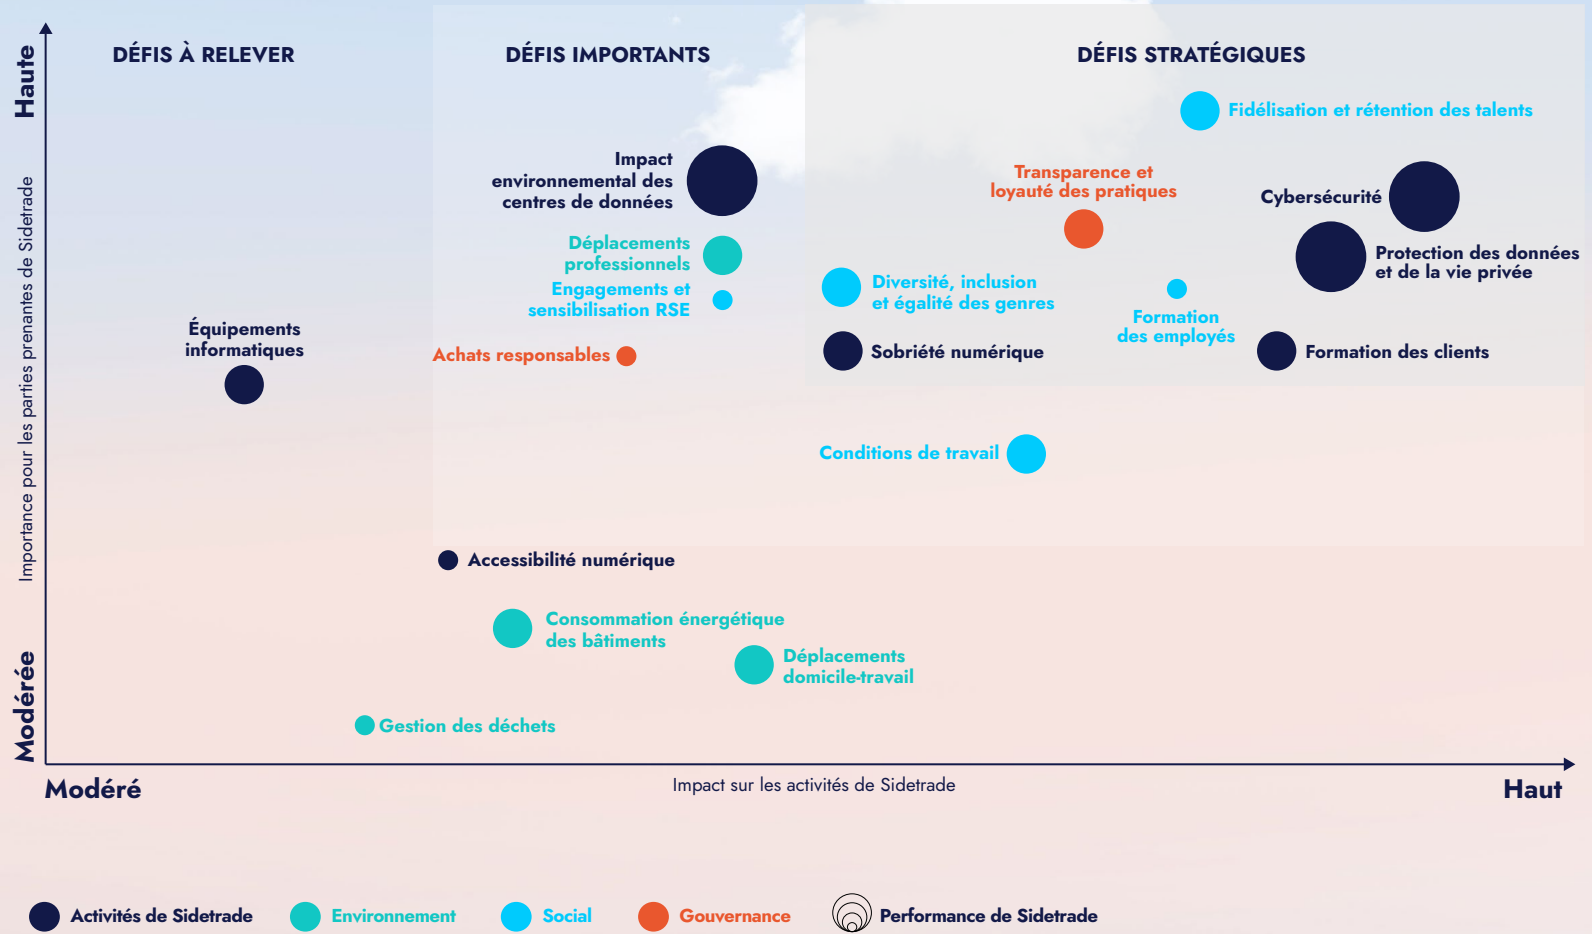 DÉFIS À RELEVER
DÉFIS IMPORTANTS
DÉFIS STRATÉGIQUES
Haute
Importance pour les parties prenantes de Sidetrade
Modérée
Fidélisation et rétention des talents
Impact
environnemental des
centres de données
Transparence et
loyauté des pratiques
Cybersécurité
Déplacements
professionnels
Protection des données
et de la vie privée
Engagements et
sensibilisation RSE
Diversité, inclusion
et égalité des genres
Formation
des employés
Équipements
informatiques
Achats responsables
Sobriété numérique
Formation des clients
Conditions de travail
Accessibilité numérique
Consommation énergétique
des bâtiments
Déplacements
domicile-travail
Gestion des déchets
Modéré
Impact sur les activités de Sidetrade
Haut
Activités de Sidetrade
Environnement
Social
Gouvernance
Performance de Sidetrade